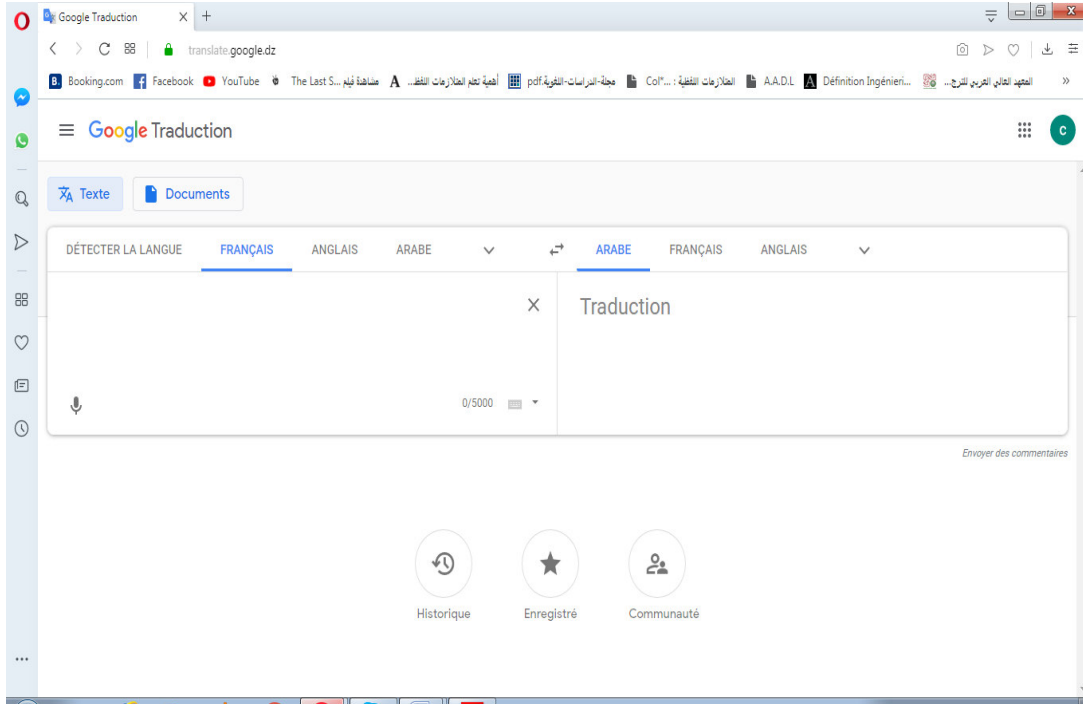 Google Traduction
translate.google.dz
Booking.com Facebook YouTube The Last S... مشاهدة فيلم أهمية تعلم المتلازمات اللفظ... مجلة-الدراسات-اللغوية.pdf المتلازمات اللفظية : ..."Col A.A.D.L Définition Ingénieri... المعهد العالي العربي للترج... »
Google Traduction
C
Texte Documents
DÉTECTER LA LANGUE FRANÇAIS ANGLAIS ARABE ARABE FRANÇAIS ANGLAIS
Traduction
0/5000
Envoyer des commentaires
Historique Enregistré Communauté